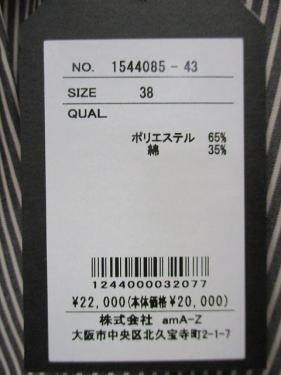 NO. 1544085 - 43
SIZE 38
QUAL.
ポリエステル 65%
綿 35%
1244000032077
¥22,000(本体価格¥20,000)
株式会社 amA-Z
大阪市中央区北久宝寺町2-1-7